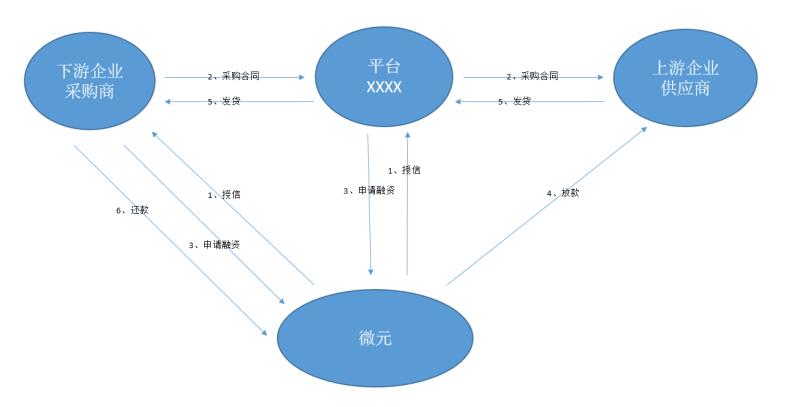 下游企业
采购商
平台
XXXX
上游企业
供应商
2、采购合同
2、采购合同
5、发货
5、发货
1、授信
3、申请融资
1、授信
4、放款
6、还款
3、申请融资
微元